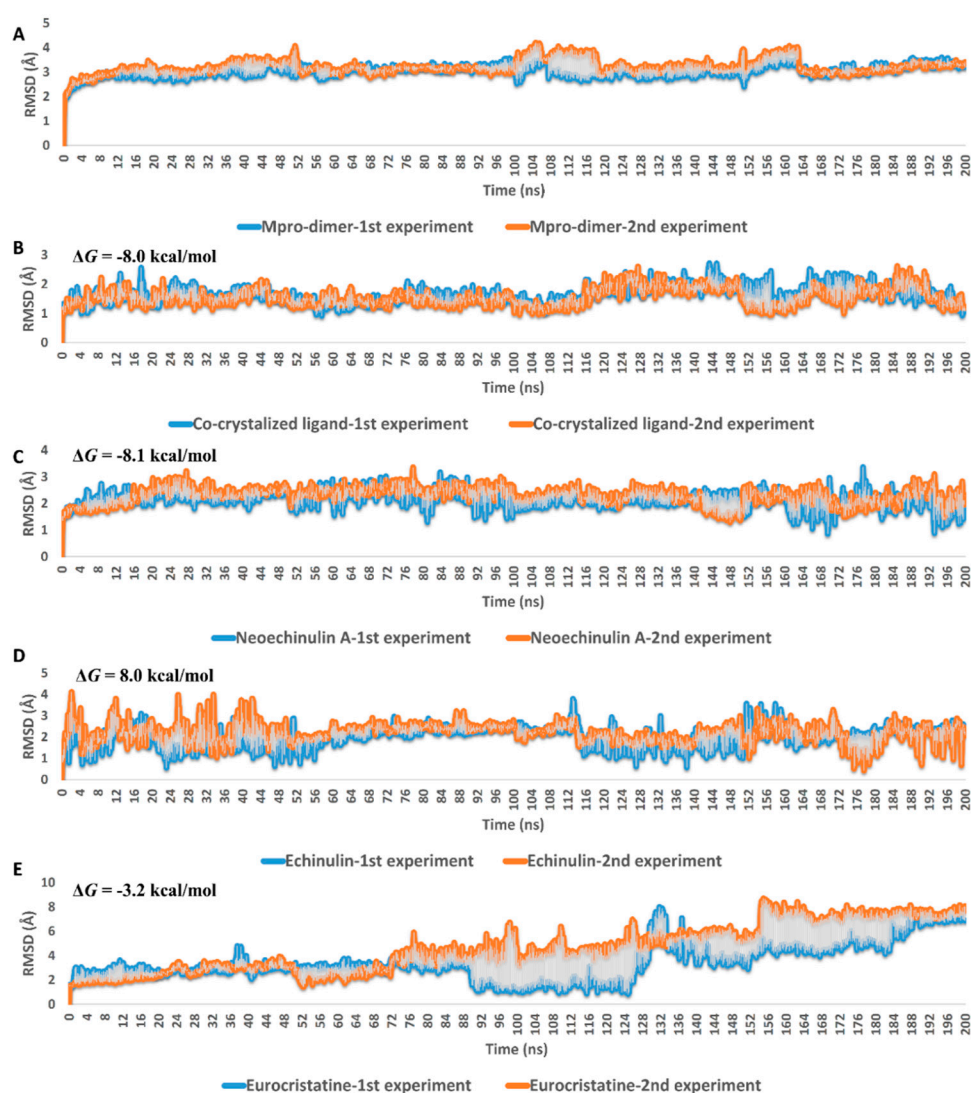 A
RMSD (Å)
5
4
3
2
1
0
0 4 8 12 16 20 24 28 32 36 40 44 48 52 56 60 64 68 72 76 80 84 88 92 96 100 104 108 112 116 120 124 128 132 136 140 144 148 152 156 160 164 168 172 176 180 184 188 192 196 200
Time (ns)
Mpro-dimer-1st experiment Mpro-dimer-2nd experiment
B
ΔG = -8.0 kcal/mol
RMSD (Å)
3
2
1
0
0 4 8 12 16 20 24 28 32 36 40 44 48 52 56 60 64 68 72 76 80 84 88 92 96 100 104 108 112 116 120 124 128 132 136 140 144 148 152 156 160 164 168 172 176 180 184 188 192 196 200
Time (ns)
Co-crystalized ligand-1st experiment Co-crystalized ligand-2nd experiment
C
ΔG = -8.1 kcal/mol
RMSD (Å)
4
3
2
1
0
0 4 8 12 16 20 24 28 32 36 40 44 48 52 56 60 64 68 72 76 80 84 88 92 96 100 104 108 112 116 120 124 128 132 136 140 144 148 152 156 160 164 168 172 176 180 184 188 192 196 200
Time (ns)
Neoechinulin A-1st experiment Neoechinulin A-2nd experiment
D
ΔG = 8.0 kcal/mol
RMSD (Å)
5
4
3
2
1
0
0 4 8 12 16 20 24 28 32 36 40 44 48 52 56 60 64 68 72 76 80 84 88 92 96 100 104 108 112 116 120 124 128 132 136 140 144 148 152 156 160 164 168 172 176 180 184 188 192 196 200
Time (ns)
Echinulin-1st experiment Echinulin-2nd experiment
E
ΔG = -3.2 kcal/mol
RMSD (Å)
10
8
6
4
2
0
0 4 8 12 16 20 24 28 32 36 40 44 48 52 56 60 64 68 72 76 80 84 88 92 96 100 104 108 112 116 120 124 128 132 136 140 144 148 152 156 160 164 168 172 176 180 184 188 192 196 200
Time (ns)
Eurocristatine-1st experiment Eurocristatine-2nd experiment